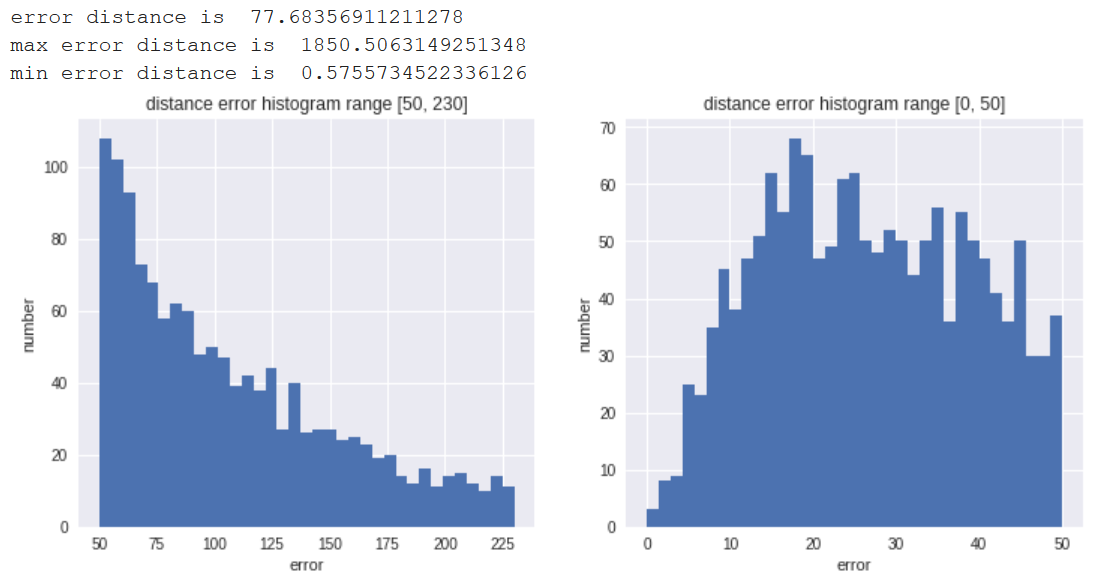 error distance is  77.68356911211278
max error distance is  1850.5063149251348
min error distance is  0.5755734522336126
distance error histogram range [50, 230]
number
100
80
60
40
20
0
50 75 100 125 150 175 200 225
error
distance error histogram range [0, 50]
number
70
60
50
40
30
20
10
0
0 10 20 30 40 50
error